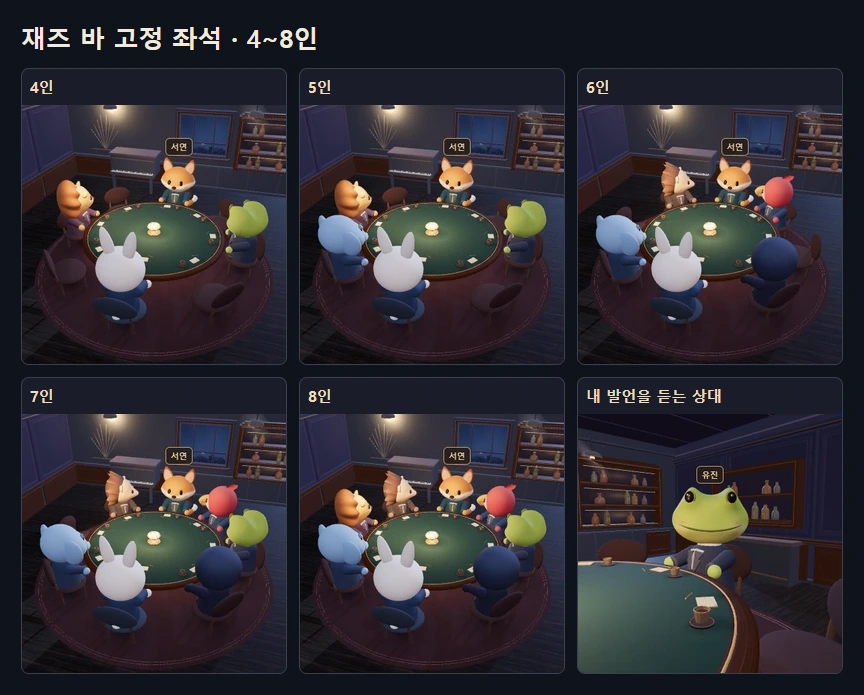 재즈 바 고정 좌석 · 4~8인
4인
서연
5인
서연
6인
서연
7인
서연
8인
서연
내 발언을 듣는 상대
유진